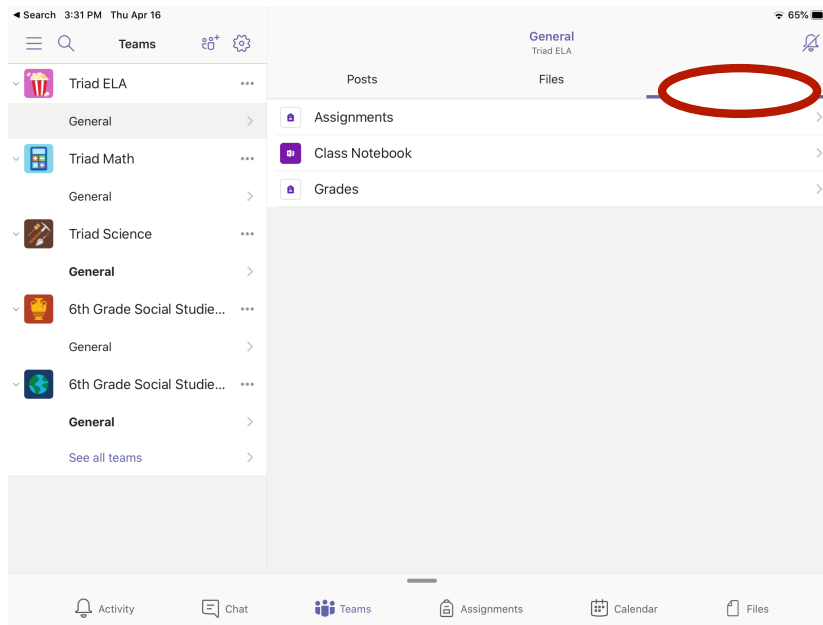 Search 3:31 PM Thu Apr 16
65%
Teams
General
Triad ELA
Posts
Files
Triad ELA
General
Triad Math
General
Triad Science
General
6th Grade Social Studie...
General
6th Grade Social Studie...
General
See all teams
Assignments
Class Notebook
Grades
Activity
Chat
Teams
Assignments
Calendar
Files